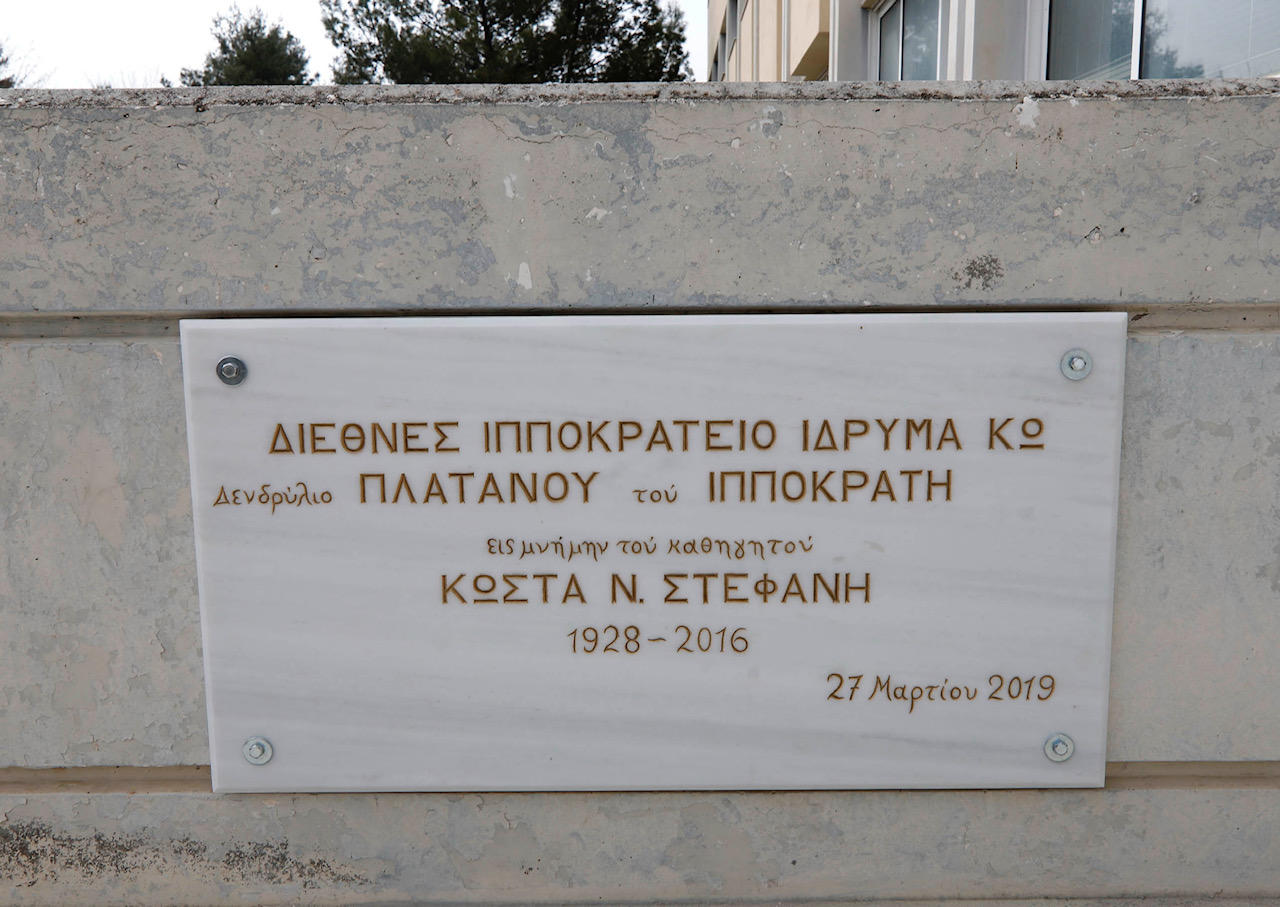 ΔΙΕΘΝΕΣ ΙΠΠΟΚΡΑΤΕΙΟ ΙΔΡΥΜΑ ΚΩ
Δενδρύλιο ΠΛΑΤΑΝΟΥ τού ΙΠΠΟΚΡΑΤΗ
εις μνήμην τού καθηγητού
ΚΩΣΤΑ Ν. ΣΤΕΦΑΝΗ
1928-2016
27 Μαρτίου 2019